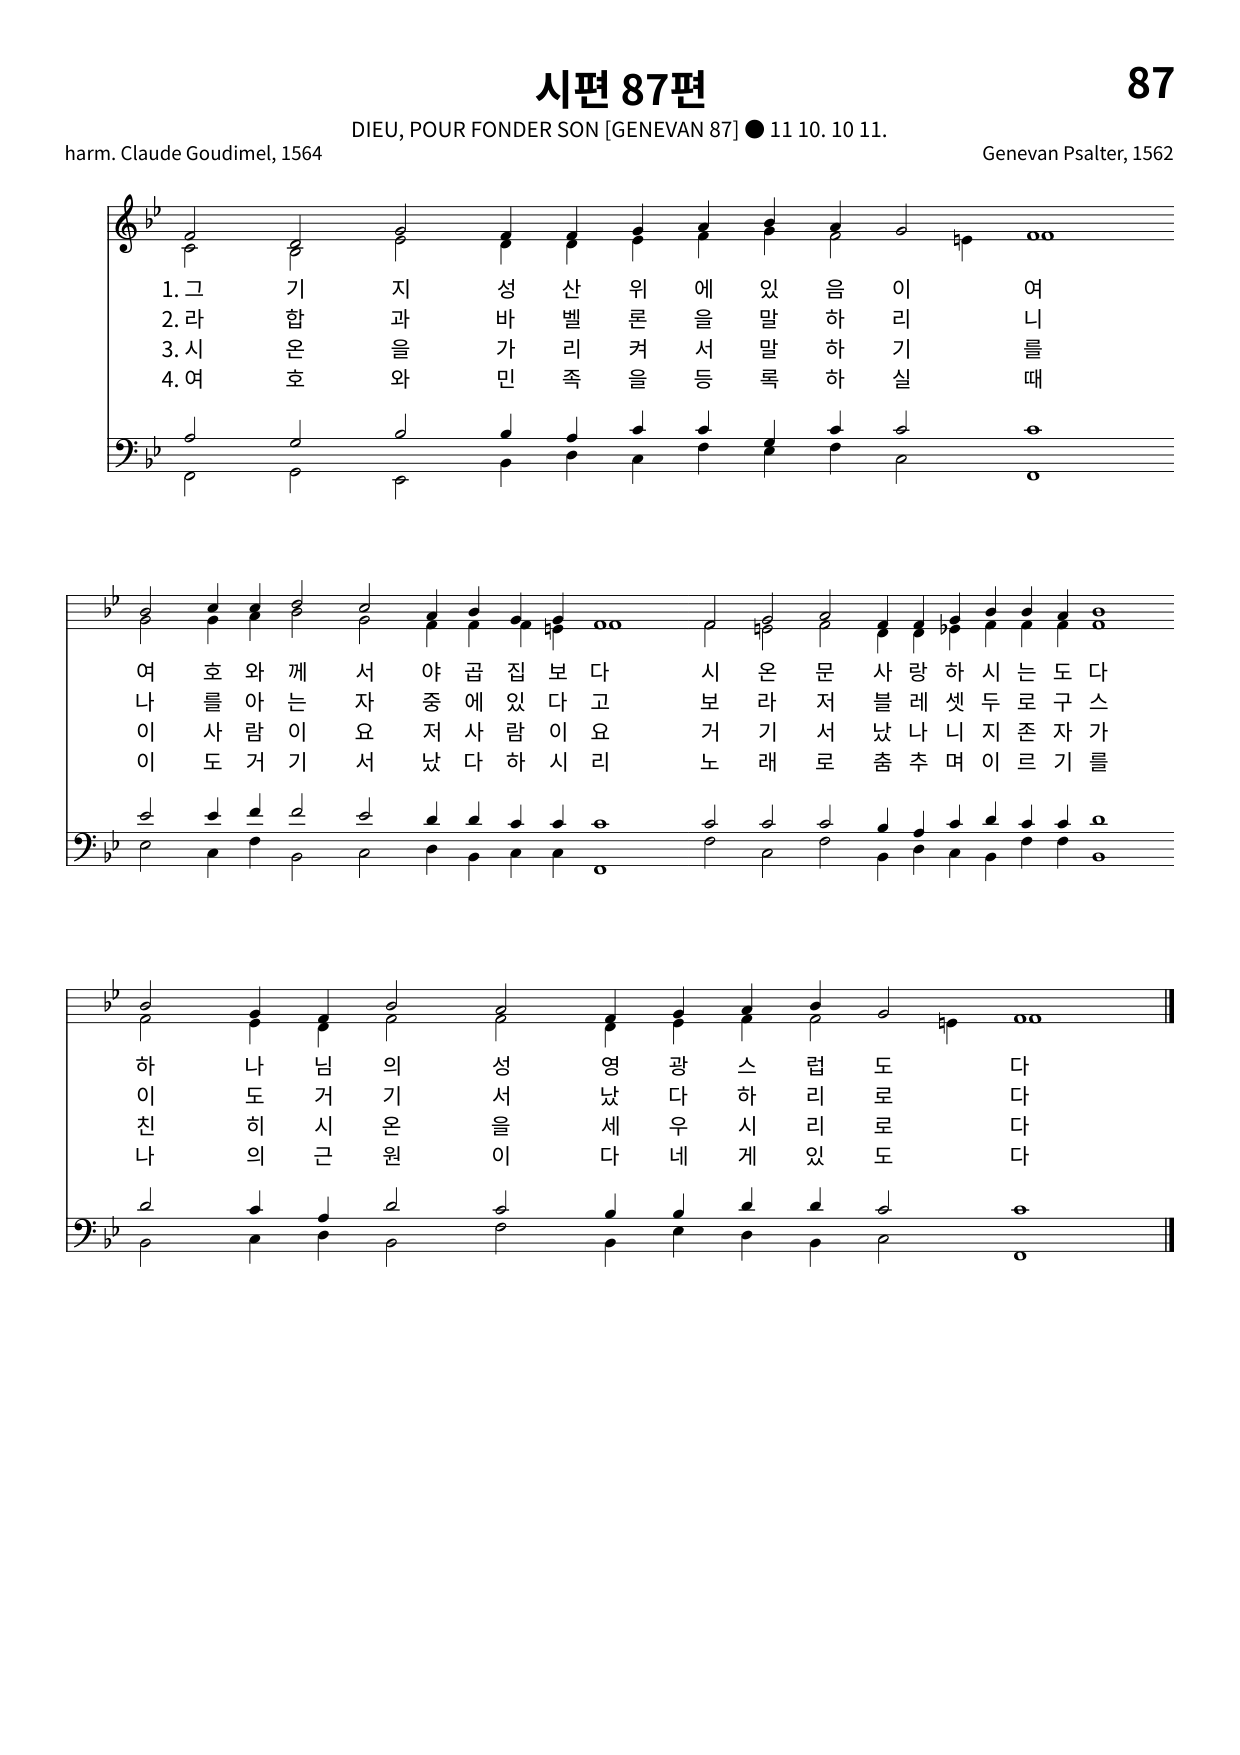 시편 87편
87
DIEU, POUR FONDER SON [GENEVAN 87] ● 11 10. 10 11.
harm. Claude Goudimel, 1564
Genevan Psalter, 1562
1. 그 기 지 성 산 위 에 있 음 이 여
2. 라 합 과 바 벨 론 을 말 하 리 니
3. 시 온 을 가 리 켜 서 말 하 기 를
4. 여 호 와 민 족 을 등 록 하 실 때
여 호 와 께 서 야 곱 집 보 다 시 온 문 사 랑 하 시 는 도 다
나 를 아 는 자 중 에 있 다 고 보 라 저 블 레 셋 두 로 구 스
이 사 람 이 요 저 사 람 이 요 거 기 서 났 나 니 지 존 자 가
이 도 거 기 서 났 다 하 시 리 노 래 로 춤 추 며 이 르 기 를
하 나 님 의 성 영 광 스 럽 도 다
이 도 거 기 서 났 다 하 리 로 다
친 히 시 온 을 세 우 시 리 로 다
나 의 근 원 이 다 네 게 있 도 다